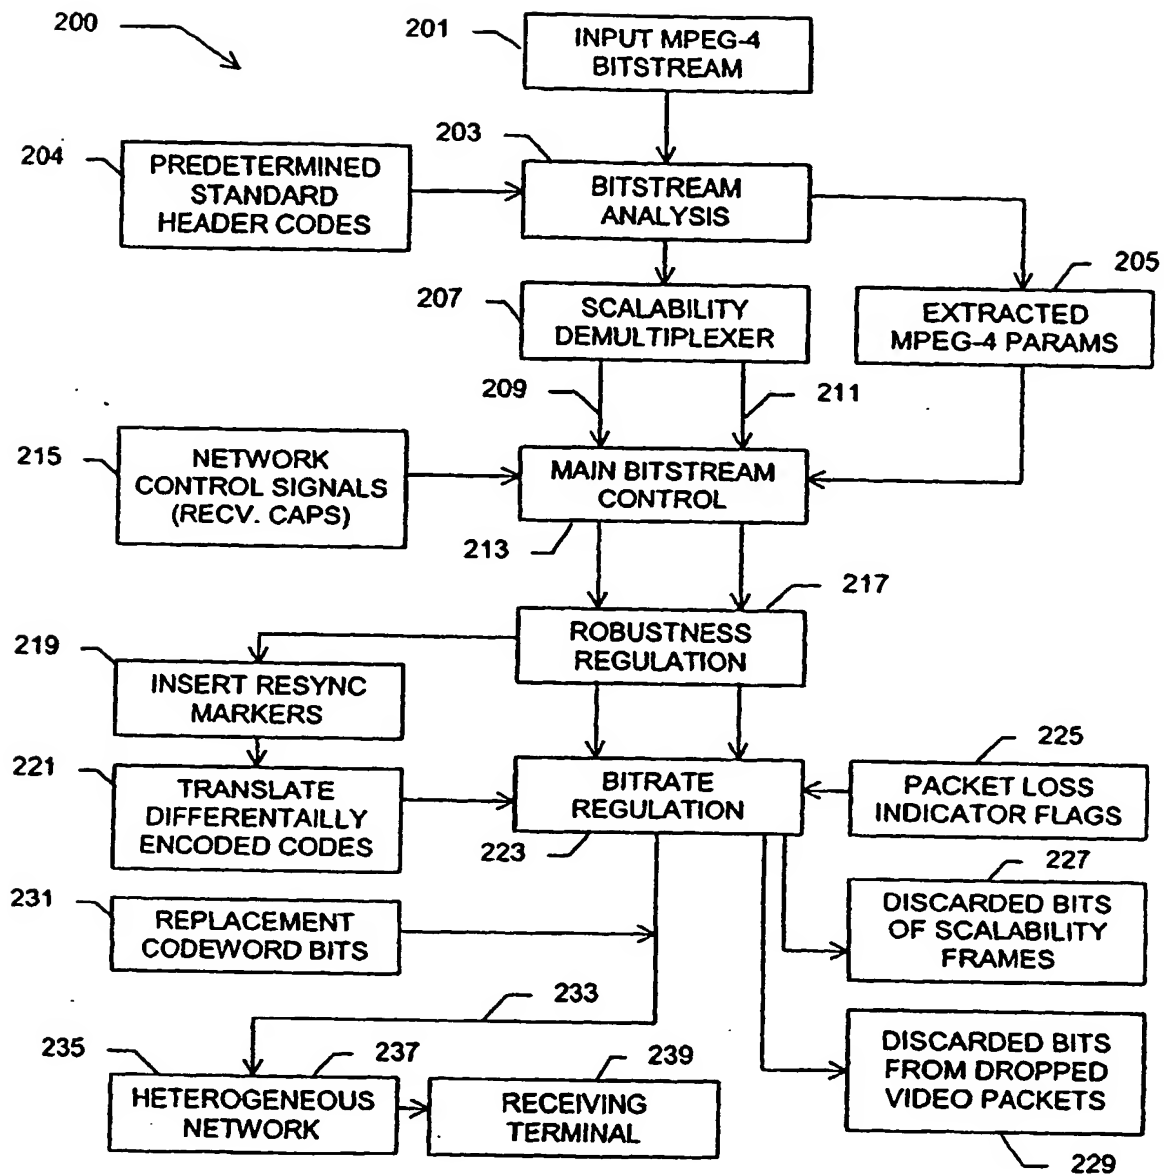 200
201
INPUT MPEG-4
BITSTREAM
203
204
PREDETERMINED
STANDARD
HEADER CODES
BITSTREAM
ANALYSIS
205
207
SCALABILITY
DEMULTIPLEXER
EXTRACTED
MPEG-4 PARAMS
209
211
215
NETWORK
CONTROL SIGNALS
(RECV. CAPS)
MAIN BITSTREAM
CONTROL
213
217
ROBUSTNESS
REGULATION
219
INSERT RESYNC
MARKERS
221
TRANSLATE
DIFFERENTAILLY
ENCODED CODES
BITRATE
REGULATION
223
225
PACKET LOSS
INDICATOR FLAGS
227
DISCARDED BITS
OF SCALABILITY
FRAMES
231
REPLACEMENT
CODEWORD BITS
233
235
237
239
HETEROGENEOUS
NETWORK
RECEIVING
TERMINAL
DISCARDED BITS
FROM DROPPED
VIDEO PACKETS
229